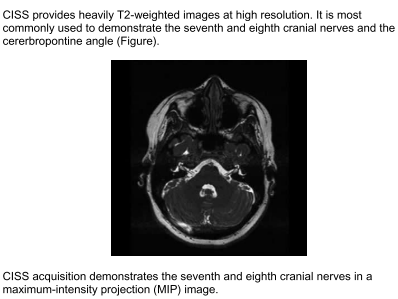 CISS provides heavily T2-weighted images at high resolution. It is most
commonly used to demonstrate the seventh and eighth cranial nerves and the
cererbropontine angle (Figure).
CISS acquisition demonstrates the seventh and eighth cranial nerves in a
maximum-intensity projection (MIP) image.